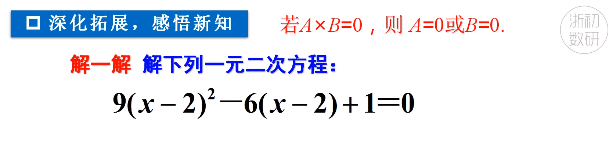 深化拓展，感悟新知
若A×B=0，则 A=0或B=0.
浙初数研
解一解 解下列一元二次方程：
9(x－2)²－6(x－2)+1=0